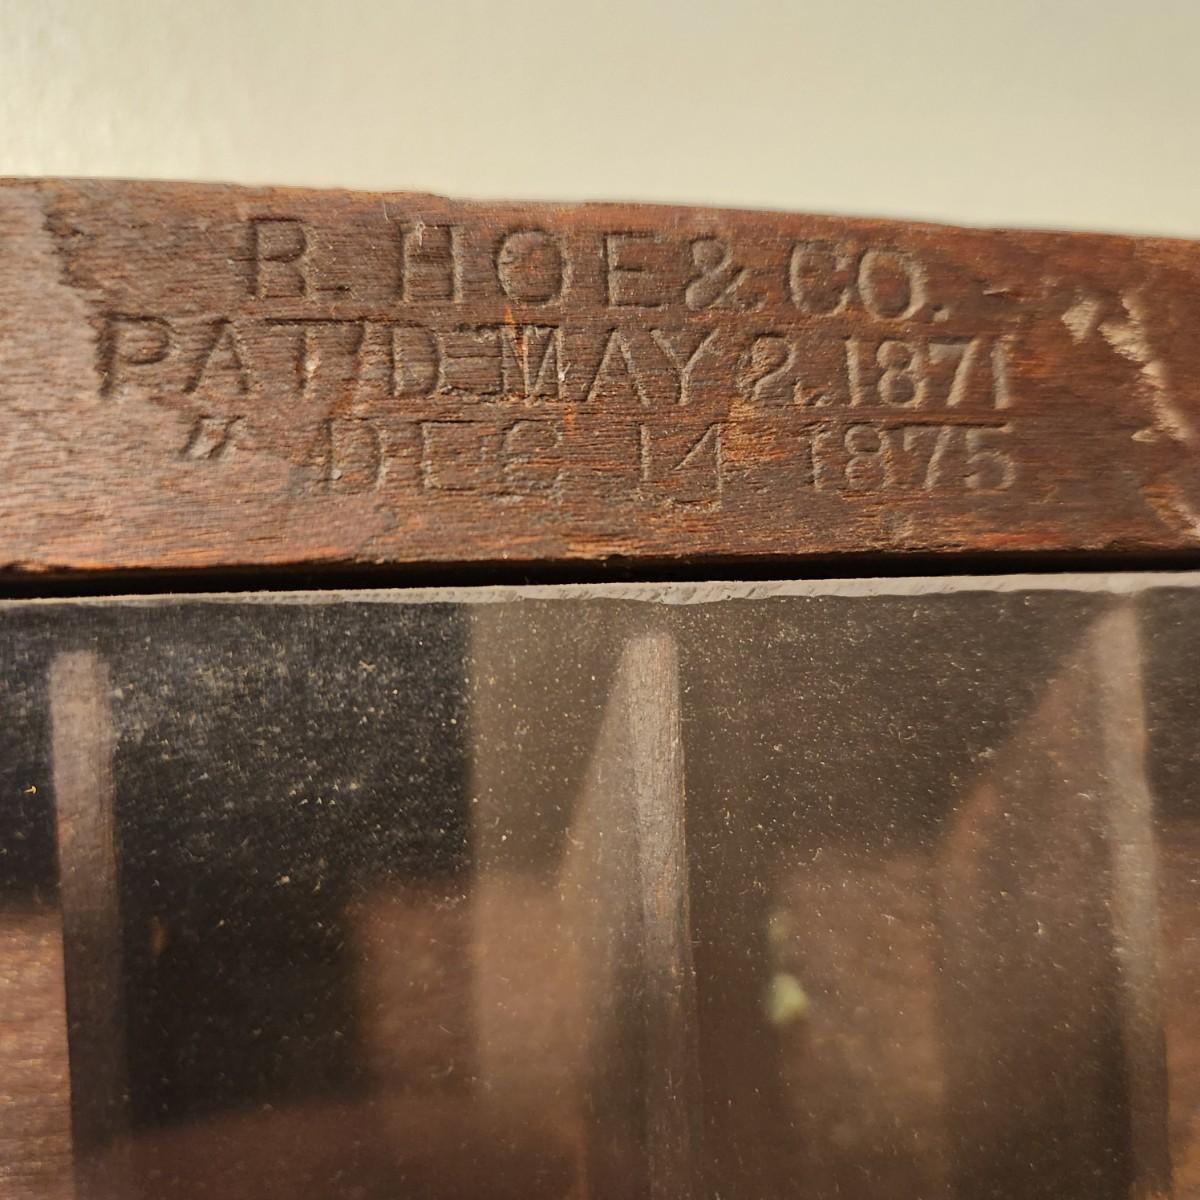 R. HOE & CO.
PAT'D MAY 2. 1871
" DEC 14 1875